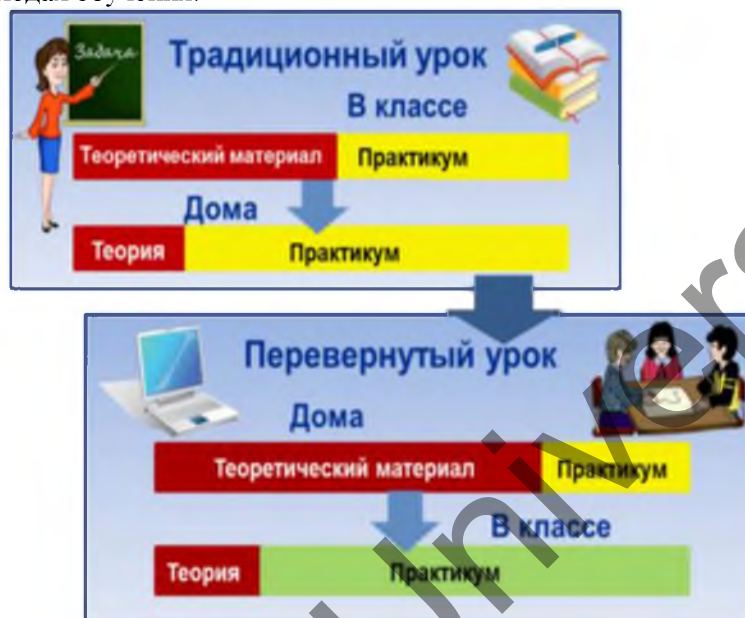 Задача
Традиционный урок
В классе
Теоретический материал Практикум
Дома
Теория Практикум
Перевернутый урок
Дома
Теоретический материал Практикум
В классе
Теория Практикум